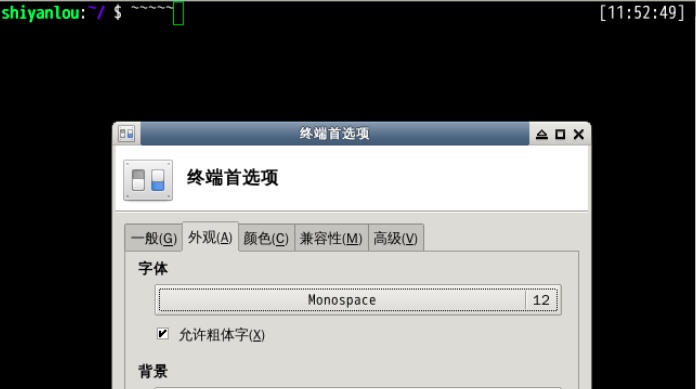 shiyanlou:~/ $ ~~~~~ [11:52:49]
终端首选项
终端首选项
一般(G) 外观(A) 颜色(C) 兼容性(M) 高级(V)
字体
Monospace 12
允许粗体字(X)
背景